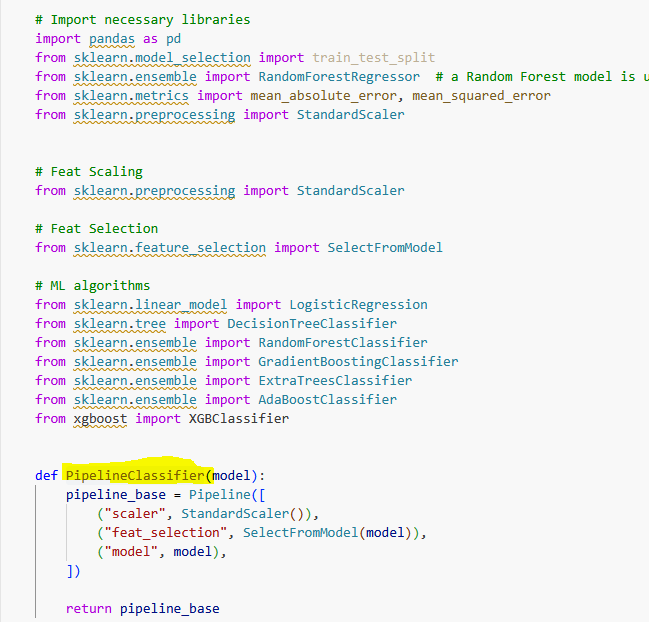 # Import necessary libraries
import pandas as pd
from sklearn.model_selection import train_test_split
from sklearn.ensemble import RandomForestRegressor  # a Random Forest model is
from sklearn.metrics import mean_absolute_error, mean_squared_error
from sklearn.preprocessing import StandardScaler
# Feat Scaling
from sklearn.preprocessing import StandardScaler
# Feat Selection
from sklearn.feature_selection import SelectFromModel
# ML algorithms
from sklearn.linear_model import LogisticRegression
from sklearn.tree import DecisionTreeClassifier
from sklearn.ensemble import RandomForestClassifier
from sklearn.ensemble import GradientBoostingClassifier
from sklearn.ensemble import ExtraTreesClassifier
from sklearn.ensemble import AdaBoostClassifier
from xgboost import XGBClassifier
def PipelineClassifier(model):
    pipeline_base = Pipeline([
        ("scaler", StandardScaler()),
        ("feat_selection", SelectFromModel(model)),
        ("model", model),
    ])
    return pipeline_base